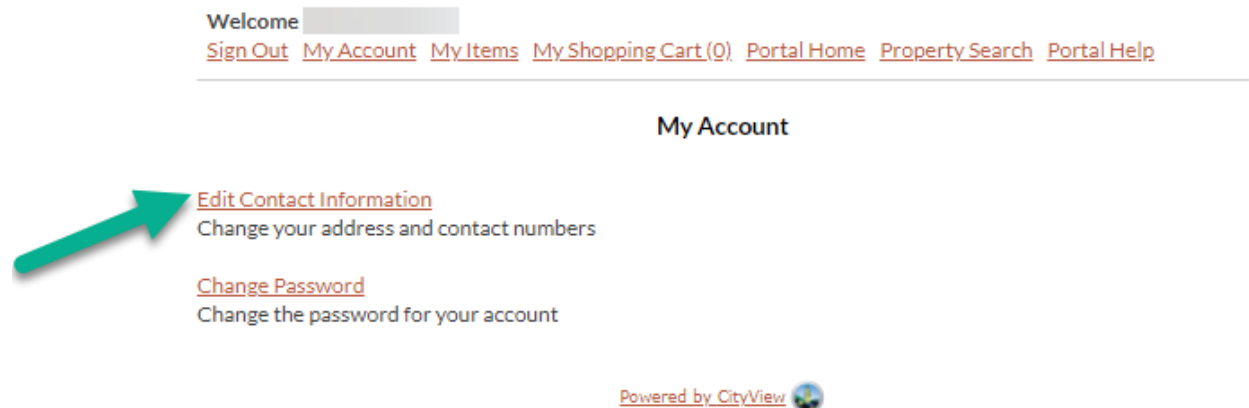 Welcome
Sign Out My Account My Items My Shopping Cart (0) Portal Home Property Search Portal Help
My Account
Edit Contact Information
Change your address and contact numbers
Change Password
Change the password for your account
Powered by CityView